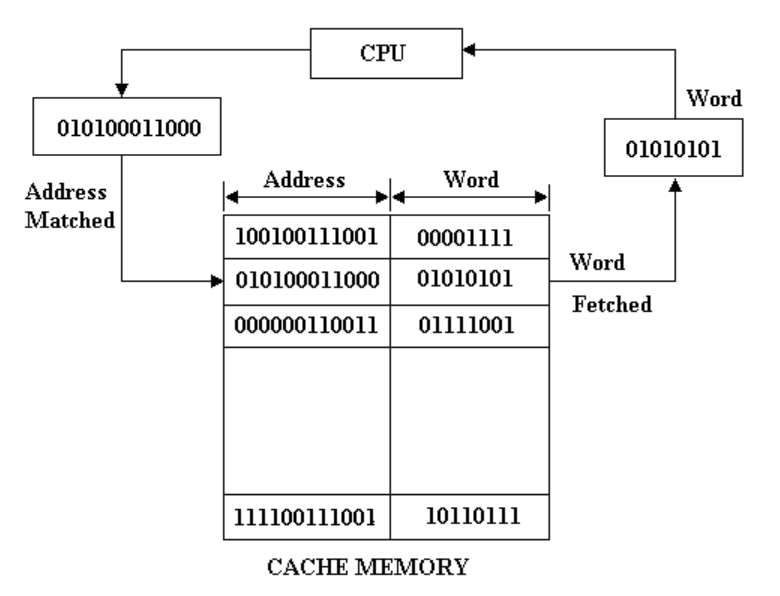 CPU
010100011000
Word
01010101
Address
Matched
Address Word
100100111001 00001111
010100011000 01010101
000000110011 01111001
111100111001 10110111
Word
Fetched
CACHE MEMORY